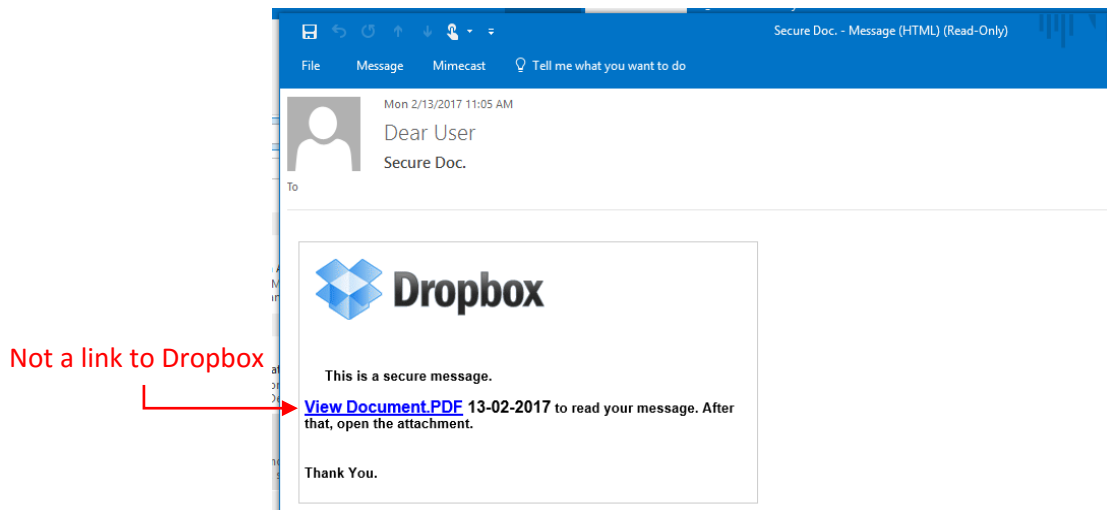 Secure Doc. - Message (HTML) (Read-Only)
File Message Mimecast Tell me what you want to do
Mon 2/13/2017 11:05 AM
Dear User
Secure Doc.
To
Dropbox
Not a link to Dropbox
This is a secure message.
View Document.PDF 13-02-2017 to read your message. After
that, open the attachment.
Thank You.